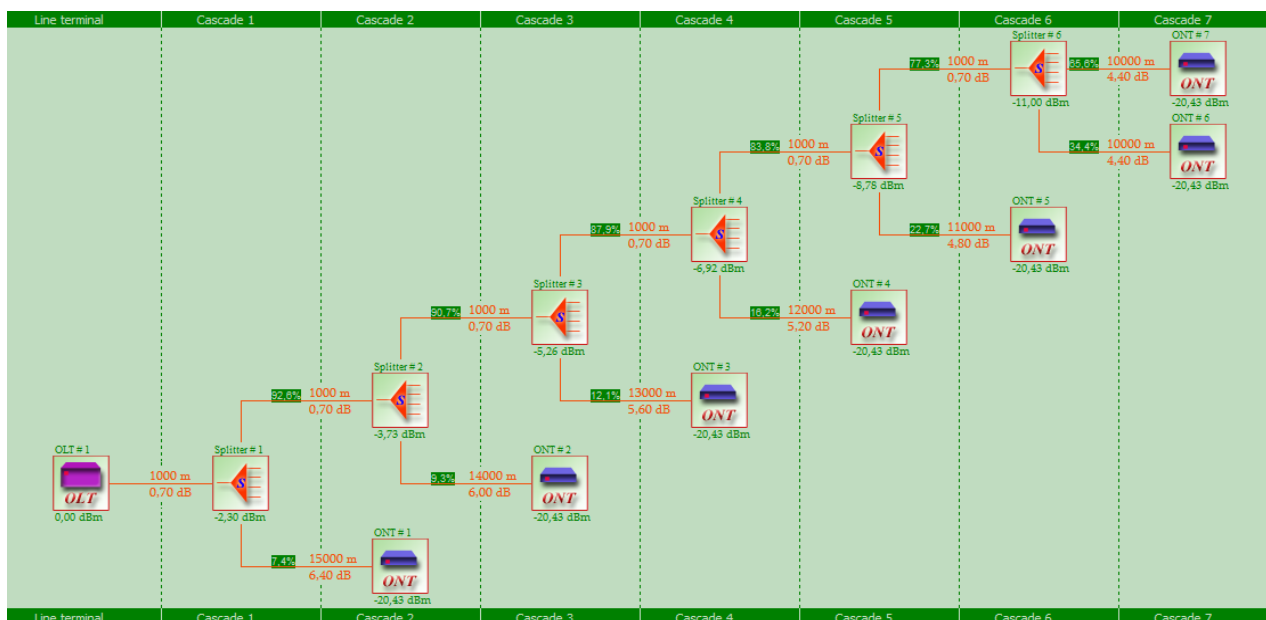 Line terminal Cascade 1 Cascade 2 Cascade 3 Cascade 4 Cascade 5 Cascade 6 Cascade 7
Splitter # 6 ONT # 7
77,3% 1000 m 65,6% 10000 m
0,70 dB S 4,40 dB ONT
-11,00 dBm -20,43 dBm
Splitter # 5 ONT # 6
83,8% 1000 m 34,4% 10000 m
0,70 dB S 4,40 dB ONT
-8,78 dBm -20,43 dBm
Splitter # 4 ONT # 5
87,9% 1000 m 22,7% 11000 m
0,70 dB S 4,80 dB ONT
-6,92 dBm -20,43 dBm
Splitter # 3 ONT # 4
90,7% 1000 m 16,2% 12000 m
0,70 dB S 5,20 dB ONT
-5,26 dBm -20,43 dBm
Splitter # 2 ONT # 3
92,6% 1000 m 12,1% 13000 m
0,70 dB S 5,60 dB ONT
-3,73 dBm -20,43 dBm
OLT # 1 Splitter # 1 ONT # 2
1000 m 9,3% 14000 m
OLT 0,70 dB S 6,00 dB ONT
0,00 dBm -2,30 dBm -20,43 dBm
ONT # 1
7,4% 15000 m
6,40 dB ONT
-20,43 dBm
Line terminal Cascade 1 Cascade 2 Cascade 3 Cascade 4 Cascade 5 Cascade 6 Cascade 7